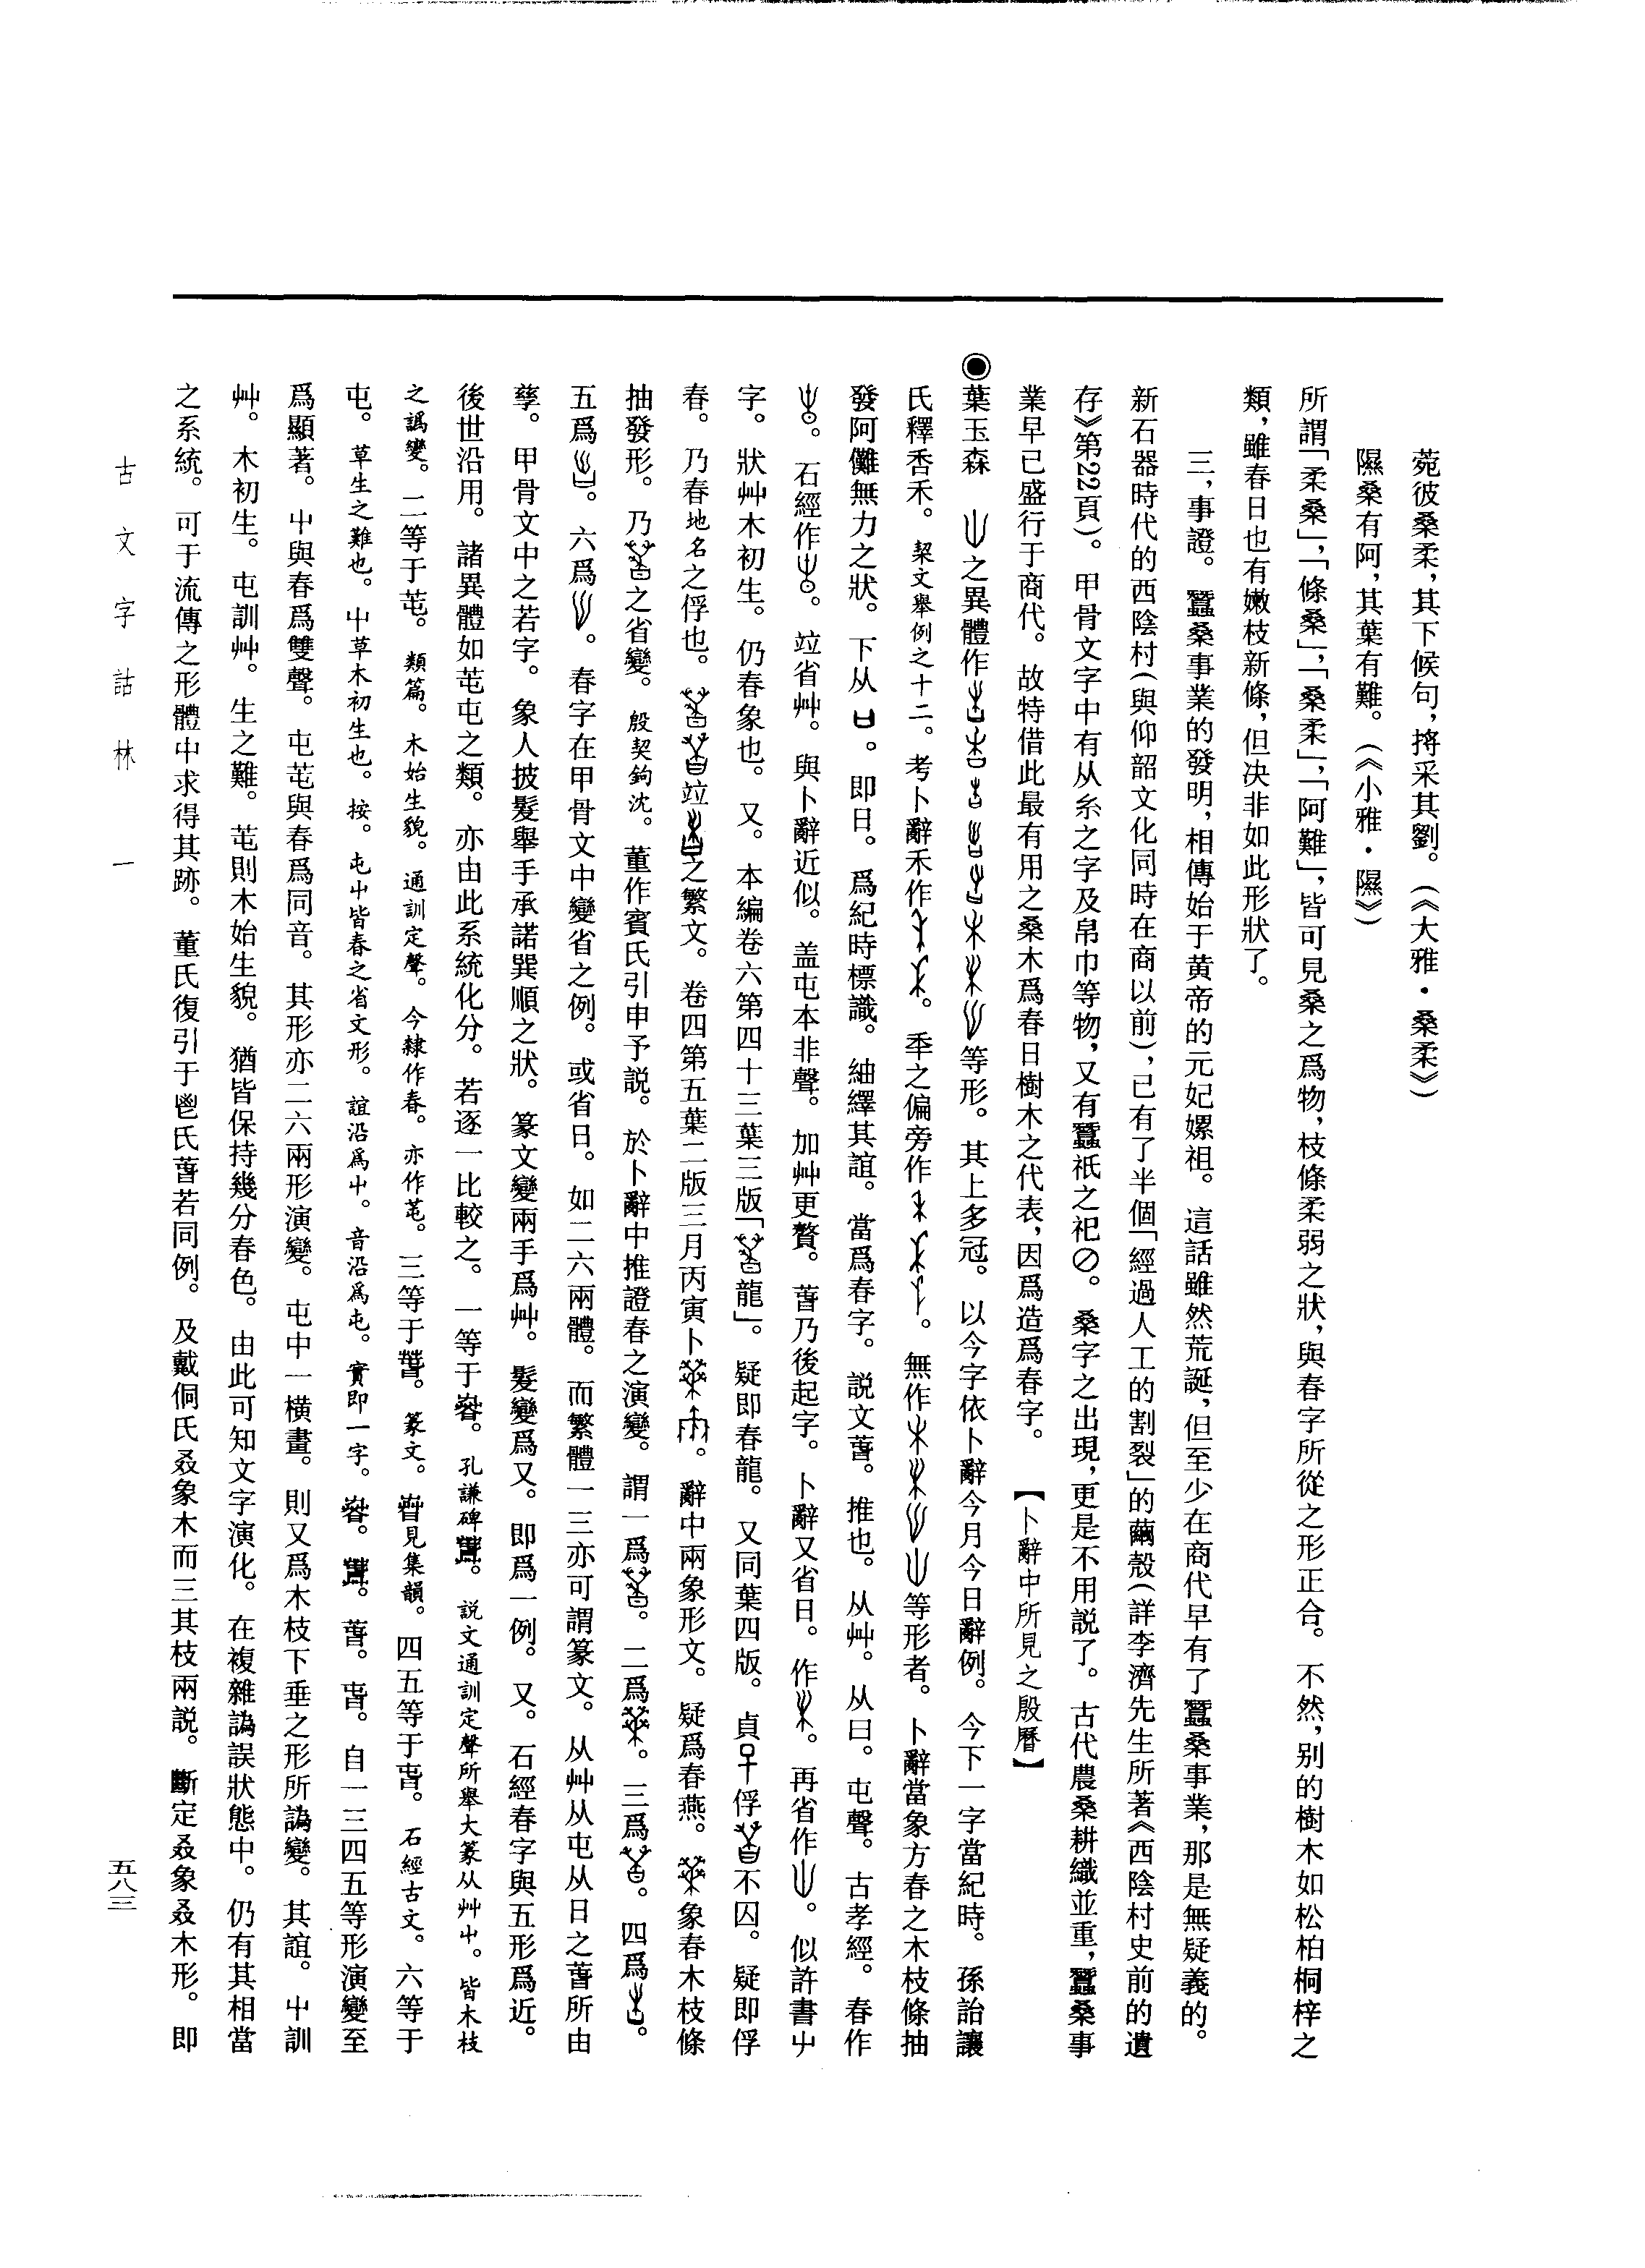 菀彼桑柔，其下候句，捋采其劉。（《大雅·桑柔》）
隰桑有阿，其葉有難。（《小雅·隰》）
所謂「柔桑」，「條桑」，「桑柔」，「阿難」，皆可見桑之爲物，枝條柔弱之狀，與春字所從之形正合。不然，别的樹木如松柏桐梓之
類，雖春日也有嫩枝新條，但決非如此形狀了。
三，事證。蠶桑事業的發明，相傳始于黄帝的元妃嫘祖。這話雖然荒誕，但至少在商代早有了蠶桑事業，那是無疑義的。
新石器時代的西陰村（與仰韶文化同時在商以前），已有了半個「經過人工的割裂」的繭殼（詳李濟先生所著《西陰村史前的遺
存》第22頁）。甲骨文字中有从糸之字及帛巾等物，又有蠶祇之祀。桑字之出現，更是不用説了。古代農桑耕織並重，蠶桑事
業早已盛行于商代。故特借此最有用之桑木爲春日樹木之代表，因爲造爲春字。【卜辭中所見之殷曆】
◉葉玉森　之異體作等形。其上多冠。以今字依卜辭今月今日辭例。今下一字當紀時。孫詒讓
氏釋杏禾。栔文舉例之十二。考卜辭禾作。秊之偏旁作。無作等形者。卜辭當象方春之木枝條抽
發阿儺無力之狀。下从。即日。爲紀時標識。紬繹其誼。當爲春字。説文萅。推也。从艸。从日。屯聲。古孝經。春作
。石經作。竝省艸。與卜辭近似。盖屯本非聲。加艸更贅。萅乃後起字。卜辭又省日。作。再省作。似許書屮
字。狀艸木初生。仍春象也。又。本編卷六第四十三葉三版「龍」。疑即春龍。又同葉四版。貞俘不囚。疑即俘
春。乃春地名之俘也。竝之繁文。卷四第五葉二版三月丙寅卜。辭中兩象形文。疑爲春燕。象春木枝條
抽發形。乃之省變。殷契鉤沈。董作賓氏引申予説。於卜辭中推證春之演變。謂一爲。二爲。三爲。四爲。
五爲。六爲。春字在甲骨文中變省之例。或省日。如二六兩體。而繁體一三亦可謂篆文。从艸从屯从日之萅所由
孳。甲骨文中之若字。象人披髮舉手承諾巽順之狀。篆文變兩手爲艸。髮變爲又。即爲一例。又。石經春字與五形爲近。
後世沿用。諸異體如芚屯之類。亦由此系統化分。若逐一比較之。一等于。孔謙碑。説文通訓定聲所舉大篆从艸屮。皆木枝
之譌變。二等于芚。類篇。木始生貌。通訓定聲。今隸作春。亦作芚。三等于萅。篆文。見集韻。四五等于旾。石經古文。六等于
屯。草生之難也。屮草木初生也。按。屯屮皆春之省文形。誼沿爲屮。音沿爲屯。實即一字。萅。旾。自一三四五等形演變至
爲顯著。屮與春爲雙聲。屯芚與春爲同音。其形亦二六兩形演變。屯中一橫畫。則又爲木枝下垂之形所譌變。其誼。屮訓
艸。木初生。屯訓艸。生之難。芚則木始生貌。猶皆保持幾分春色。由此可知文字演化。在複雜譌誤狀態中。仍有其相當
之系統。可于流傳之形體中求得其跡。董氏復引于鬯氏萅若同例。及戴侗氏叒象木而三其枝兩説。斷定叒象叒木形。即
古文字詁林　一
五八三